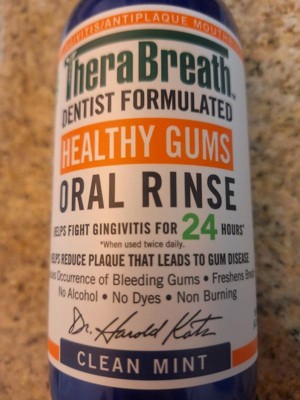 GIVITIS/ANTIPLAQUE MOUTH
TheraBreath
DENTIST FORMULATED
HEALTHY GUMS
ORAL RINSE
HELPS FIGHT GINGIVITIS FOR 24 HOURS*
*When used twice daily.
HELPS REDUCE PLAQUE THAT LEADS TO GUM DISEASE
Occurrence of Bleeding Gums • Freshens
No Alcohol • No Dyes • Non Burning
Dr. Harold Katz
CLEAN MINT